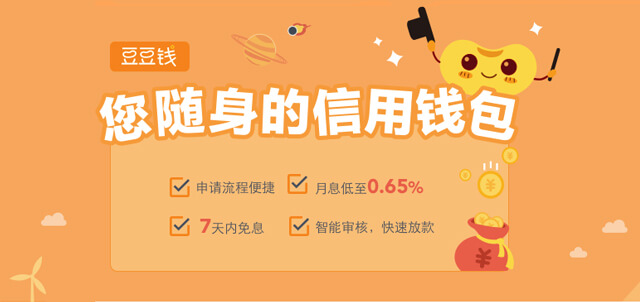 豆豆钱
您随身的信用钱包
申请流程便捷 月息低至0.65%
7天内免息 智能审核，快速放款
¥
¥
¥